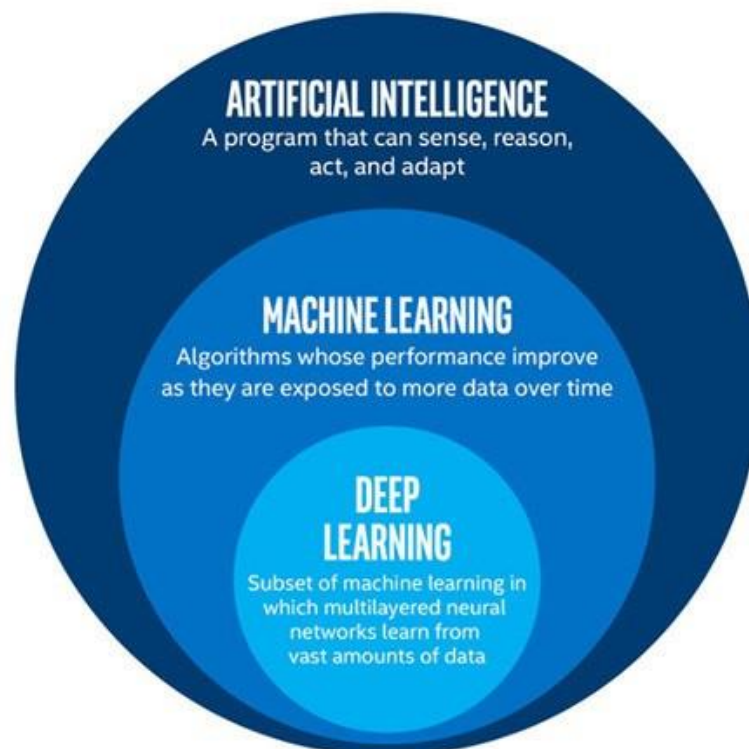 ARTIFICIAL INTELLIGENCE
A program that can sense, reason,
act, and adapt
MACHINE LEARNING
Algorithms whose performance improve
as they are exposed to more data over time
DEEP
LEARNING
Subset of machine learning in
which multilayered neural
networks learn from
vast amounts of data